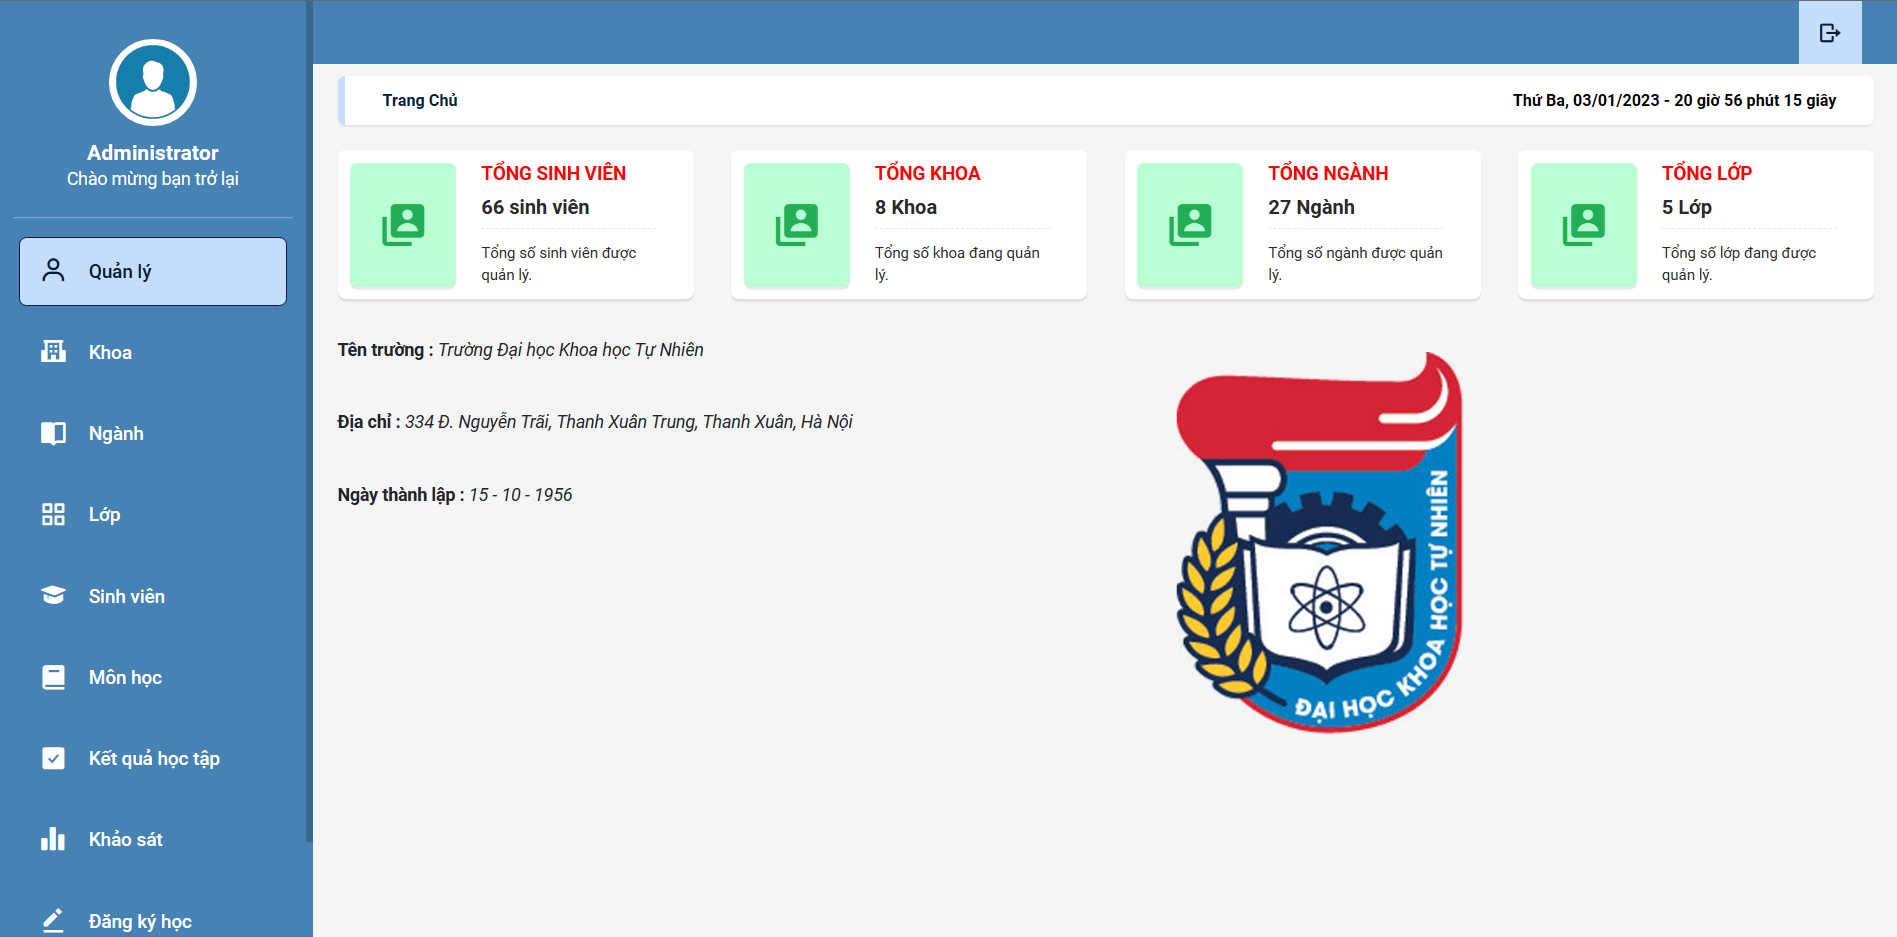 Administrator
Chào mừng bạn trở lại
Quản lý
Khoa
Ngành
Lớp
Sinh viên
Môn học
Kết quả học tập
Khảo sát
Đăng ký học
Trang Chủ
Thứ Ba, 03/01/2023 - 20 giờ 56 phút 15 giây
TỔNG SINH VIÊN
66 sinh viên
Tổng số sinh viên được
quản lý.
TỔNG KHOA
8 Khoa
Tổng số khoa đang quản
lý.
TỔNG NGÀNH
27 Ngành
Tổng số ngành được quản
lý.
TỔNG LỚP
5 Lớp
Tổng số lớp đang được
quản lý.
Tên trường : Trường Đại học Khoa học Tự Nhiên
Địa chỉ : 334 Đ. Nguyễn Trãi, Thanh Xuân Trung, Thanh Xuân, Hà Nội
Ngày thành lập : 15 - 10 - 1956
ĐẠI HỌC KHOA HỌC TỰ NHIÊN